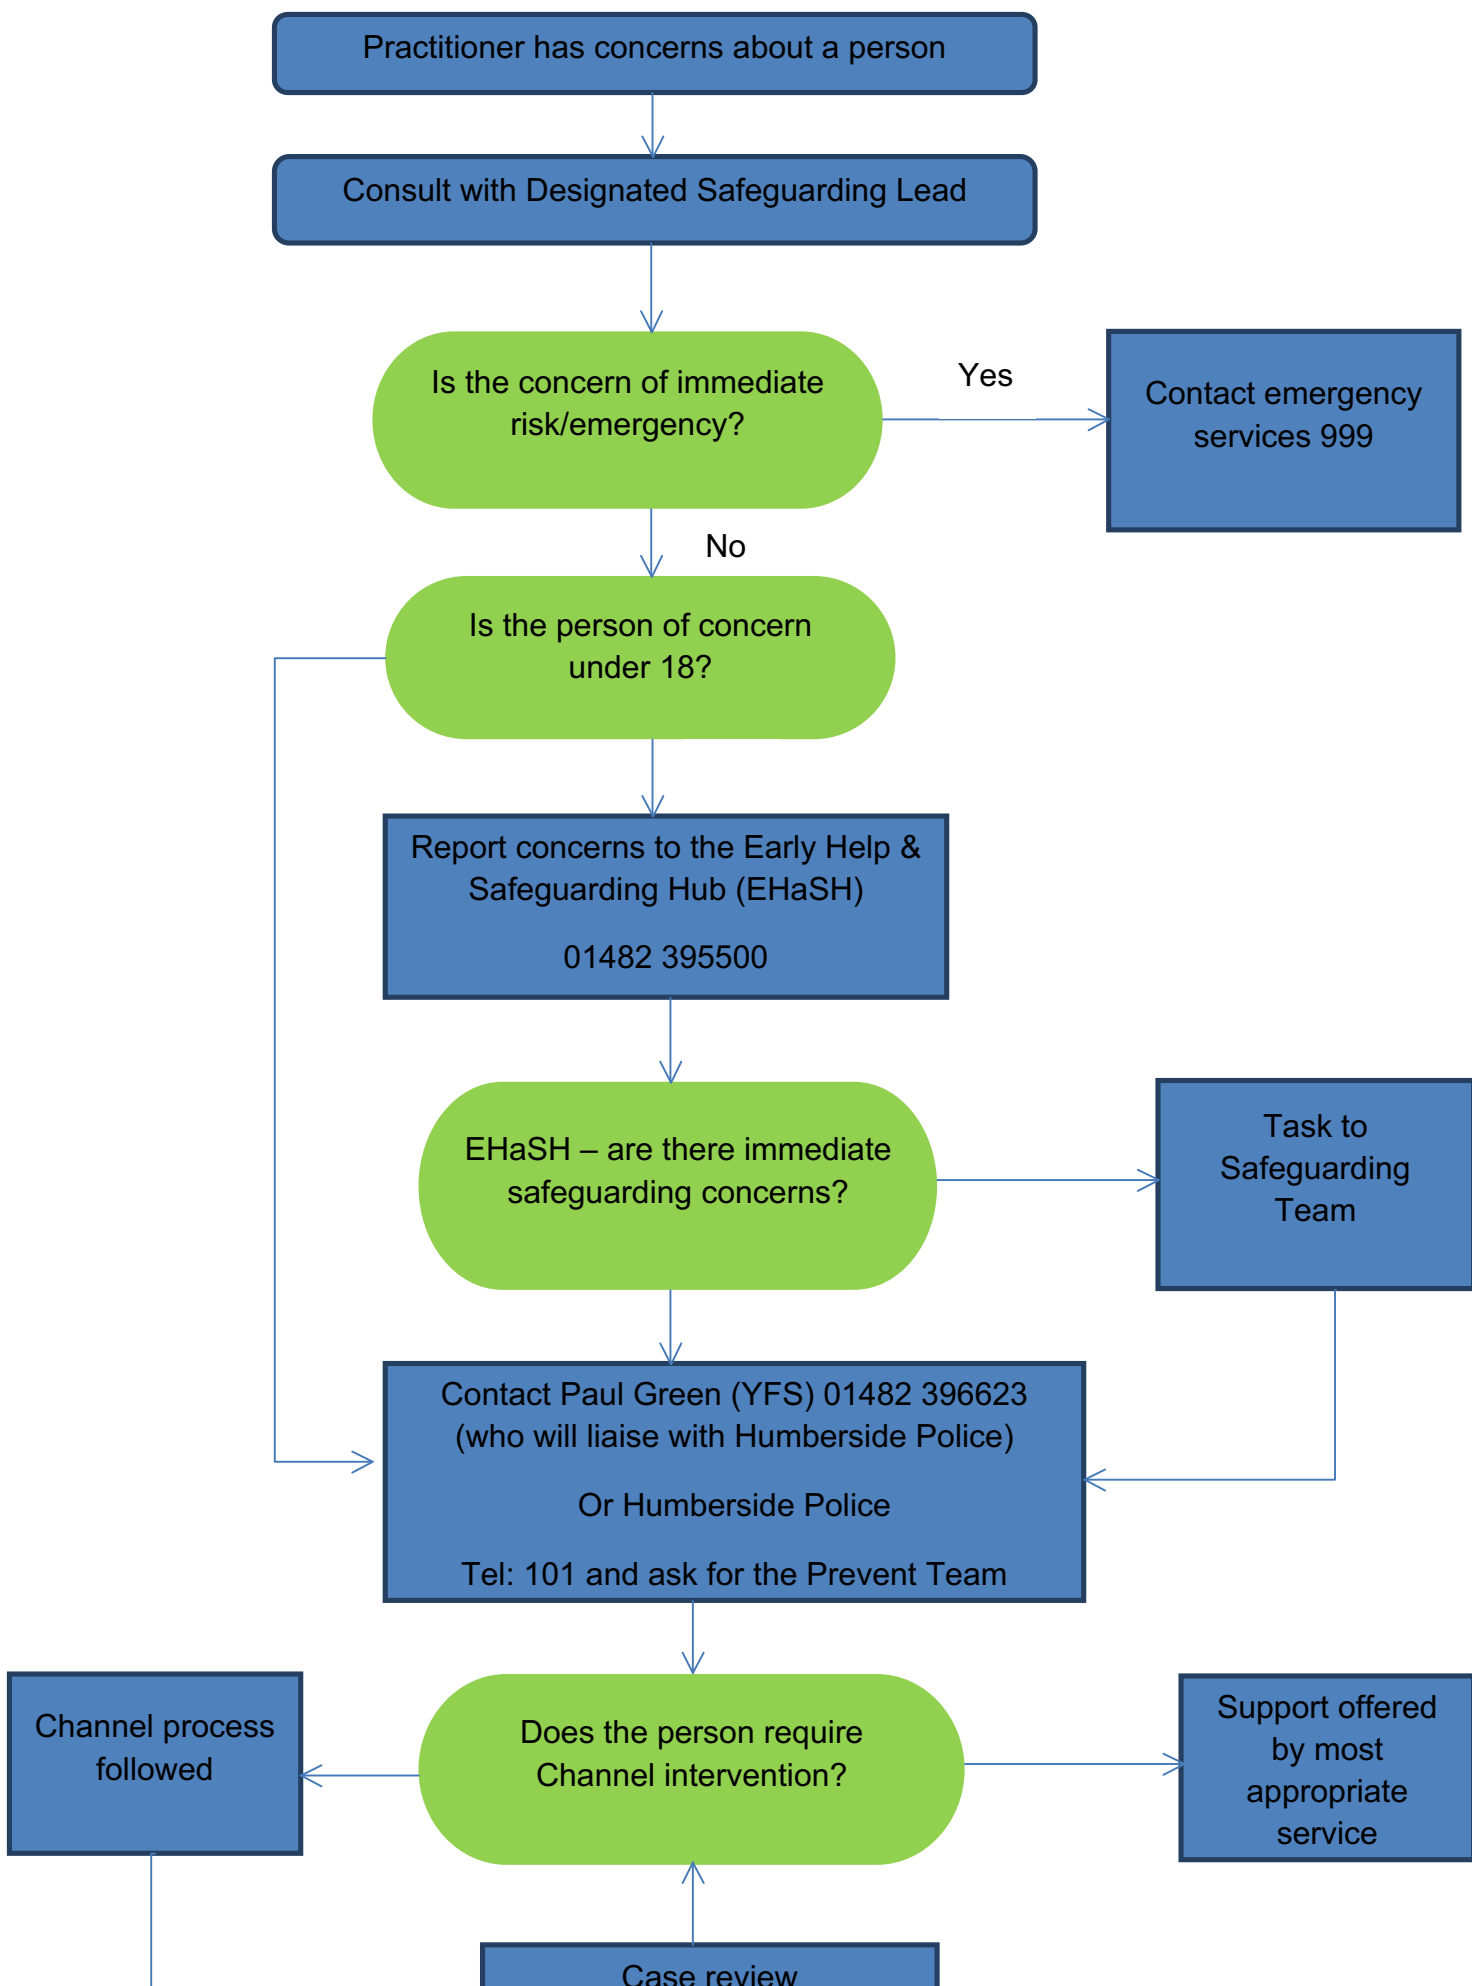 Practitioner has concerns about a person
Consult with Designated Safeguarding Lead
Is the concern of immediate
risk/emergency?
Yes
Contact emergency
services 999
No
Is the person of concern
under 18?
Report concerns to the Early Help &
Safeguarding Hub (EHaSH)
01482 395500
EHaSH – are there immediate
safeguarding concerns?
Task to
Safeguarding
Team
Contact Paul Green (YFS) 01482 396623
(who will liaise with Humberside Police)
Or Humberside Police
Tel: 101 and ask for the Prevent Team
Channel process
followed
Does the person require
Channel intervention?
Support offered
by most
appropriate
service
Case review